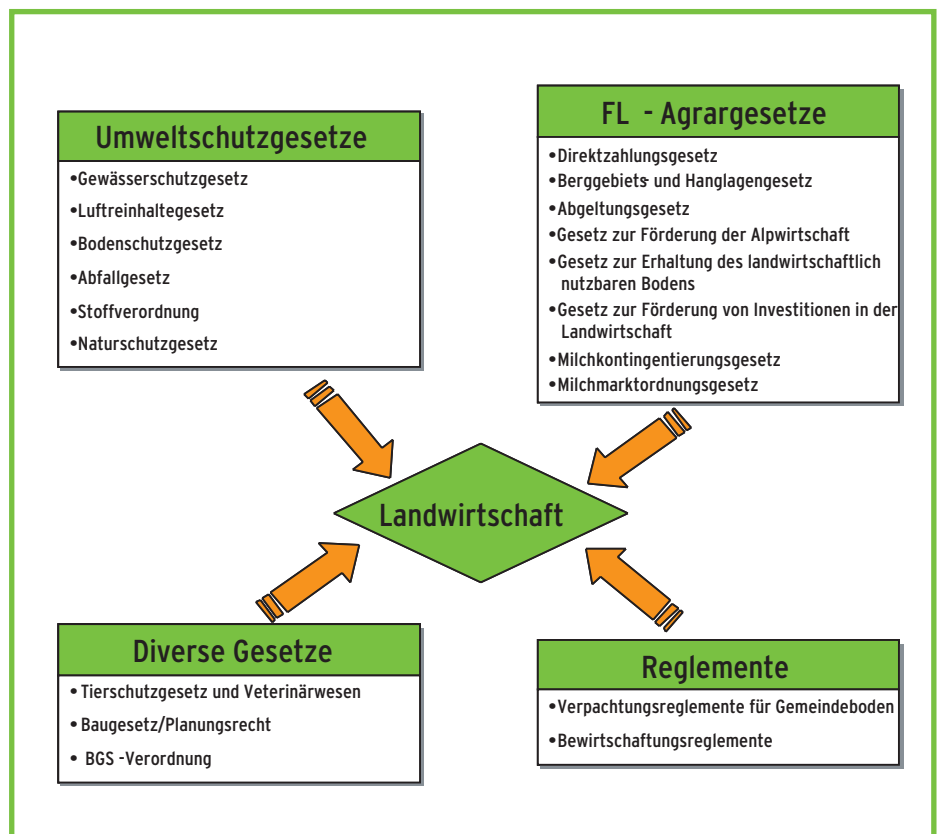 Umweltschutzgesetze
•Gewässerschutzgesetz
•Luftreinhaltegesetz
•Bodenschutzgesetz
•Abfallgesetz
•Stoffverordnung
•Naturschutzgesetz
FL - Agrargesetze
•Direktzahlungsgesetz
•Berggebiets- und Hanglagengesetz
•Abgeltungsgesetz
•Gesetz zur Förderung der Alpwirtschaft
•Gesetz zur Erhaltung des landwirtschaftlich
nutzbaren Bodens
•Gesetz zur Förderung von Investitionen in der
Landwirtschaft
•Milchkontingentierungsgesetz
•Milchmarktordnungsgesetz
Landwirtschaft
Diverse Gesetze
• Tierschutzgesetz und Veterinärwesen
• Baugesetz/Planungsrecht
• BGS -Verordnung
Reglemente
•Verpachtungsreglemente für Gemeindeboden
•Bewirtschaftungsreglemente